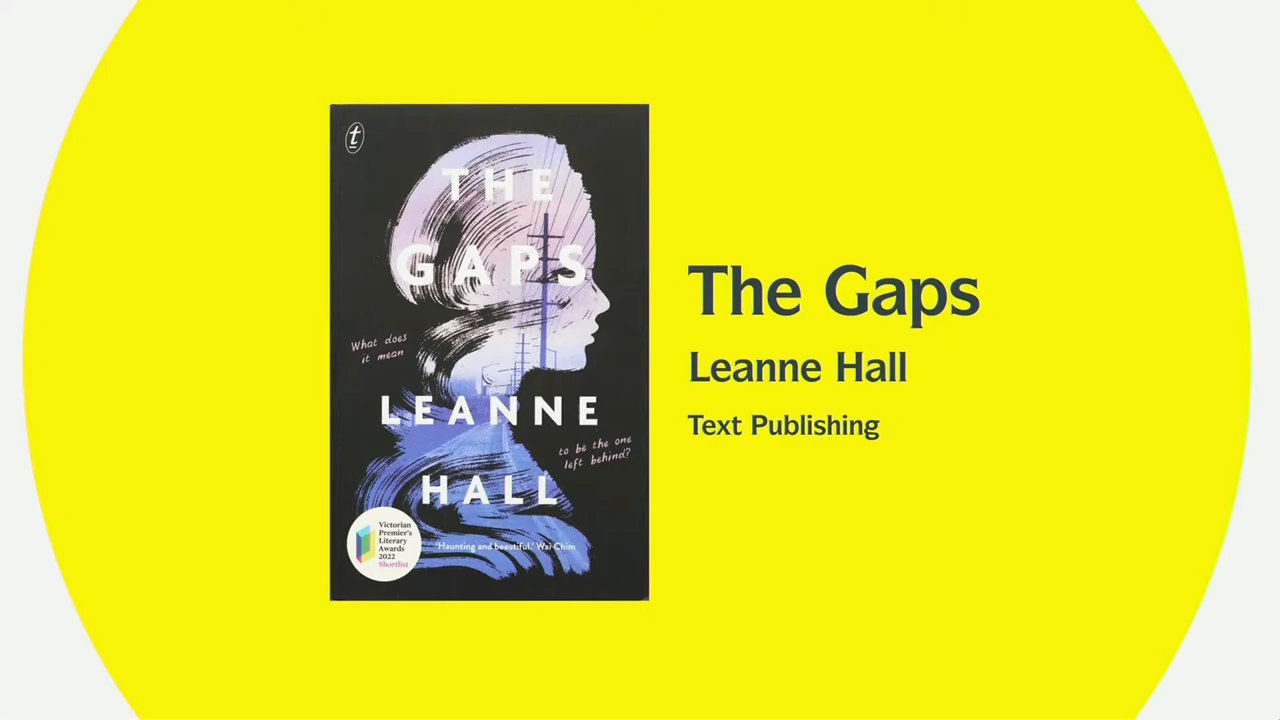 t
THE
GAPS
What does
it mean
LEANNE
to be the one
left behind?
HALL
Victorian
Premier's
Literary
Awards
2022
Shortlist
'Haunting and beautiful.' Wai Chim
The Gaps
Leanne Hall
Text Publishing